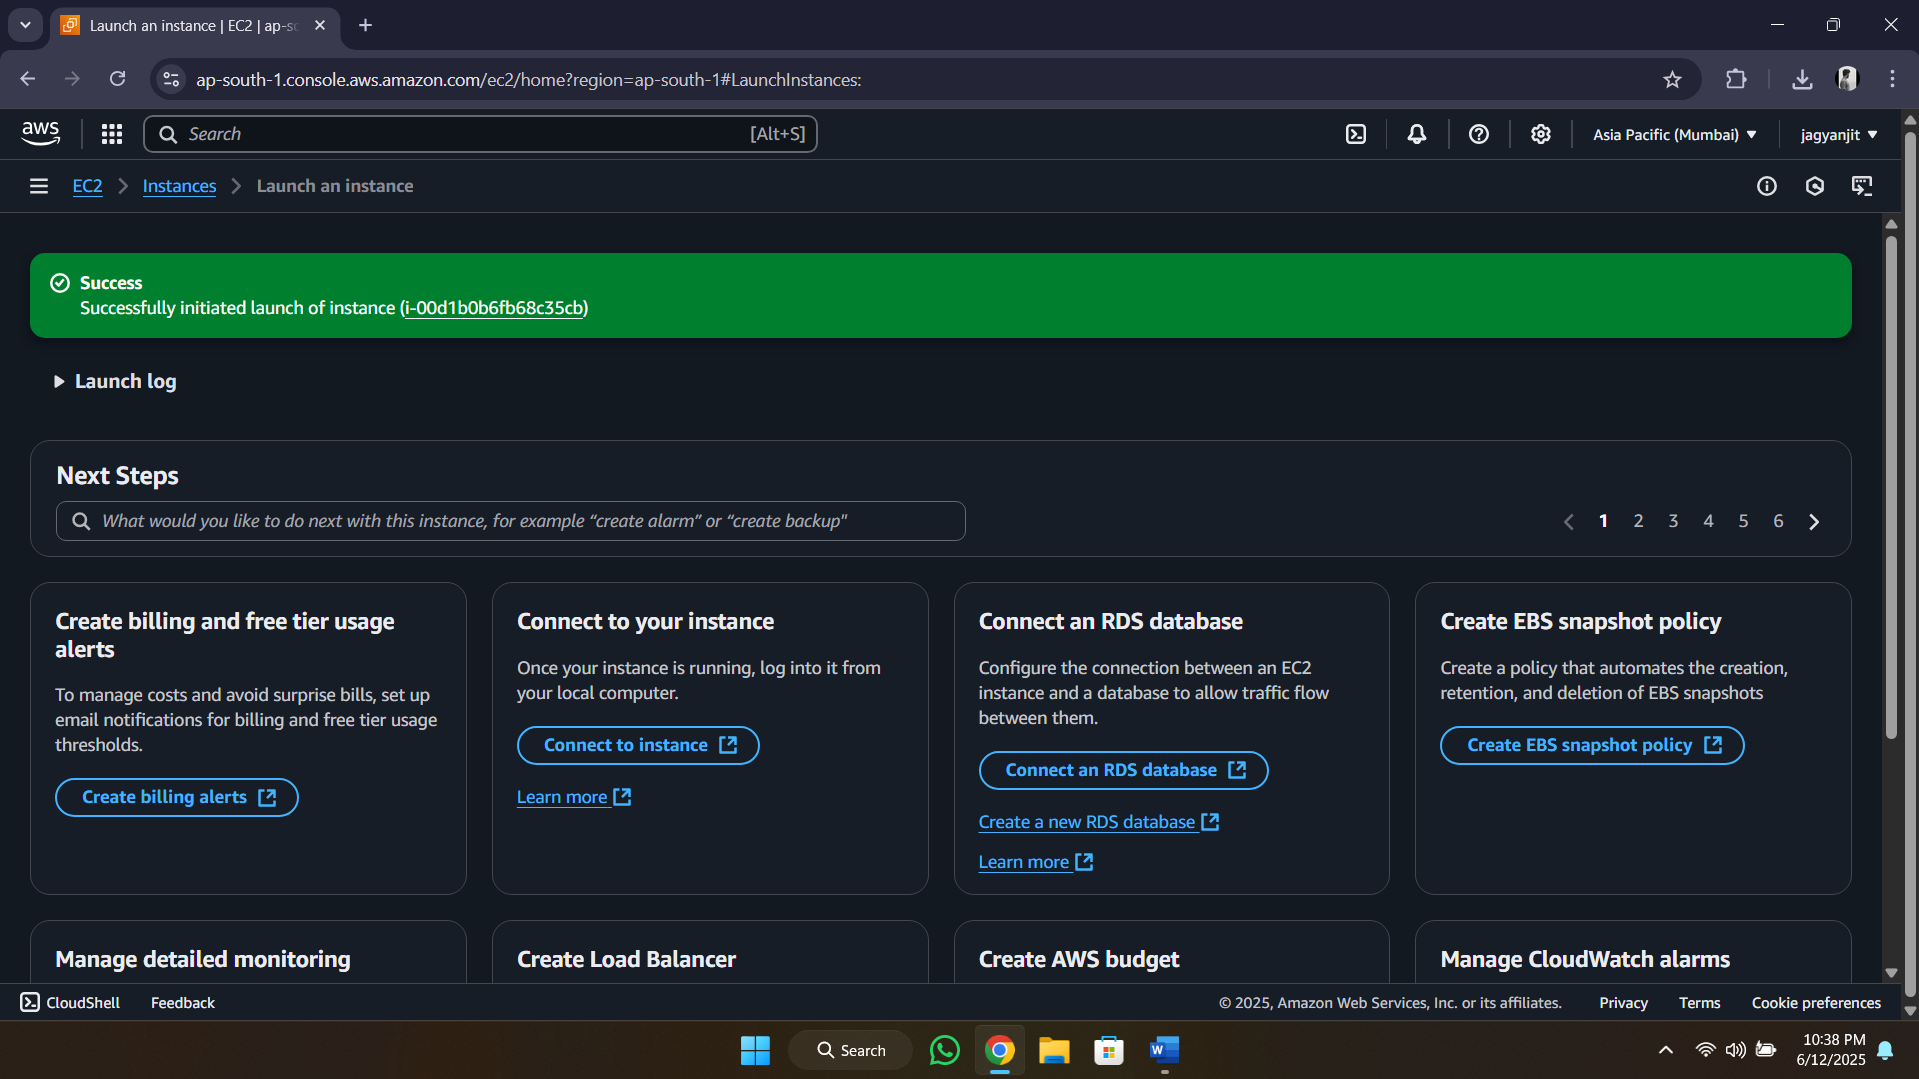 Launch an instance | EC2 | ap-so
ap-south-1.console.aws.amazon.com/ec2/home?region=ap-south-1#LaunchInstances:
aws
Search
[Alt+S]
Asia Pacific (Mumbai)
jagyanjit
EC2
Instances
Launch an instance
Success
Successfully initiated launch of instance (i-00d1b0b6fb68c35cb)
Launch log
Next Steps
What would you like to do next with this instance, for example “create alarm” or “create backup"
1 2 3 4 5 6
Create billing and free tier usage
alerts
To manage costs and avoid surprise bills, set up
email notifications for billing and free tier usage
thresholds.
Create billing alerts
Connect to your instance
Once your instance is running, log into it from
your local computer.
Connect to instance
Learn more
Connect an RDS database
Configure the connection between an EC2
instance and a database to allow traffic flow
between them.
Connect an RDS database
Create a new RDS database
Learn more
Create EBS snapshot policy
Create a policy that automates the creation,
retention, and deletion of EBS snapshots
Create EBS snapshot policy
Manage detailed monitoring
Create Load Balancer
Create AWS budget
Manage CloudWatch alarms
CloudShell
Feedback
© 2025, Amazon Web Services, Inc. or its affiliates.
Privacy
Terms
Cookie preferences
Search
W
10:38 PM
6/12/2025